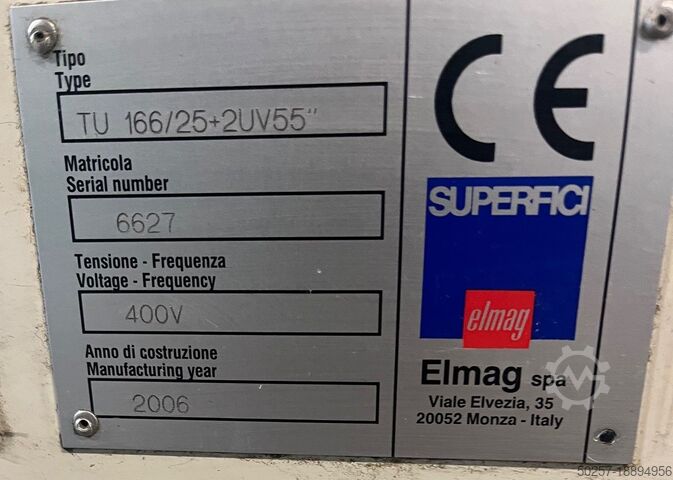 Tipo
Type
TU 166/25+2UV55"
Matricola
Serial number
6627
Tensione - Frequenza
Voltage - Frequency
400V
Anno di costruzione
Manufacturing year
2006
CE
SUPERFICI
elmag
Elmag spa
Viale Elvezia, 35
20052 Monza - Italy
50257-18894956